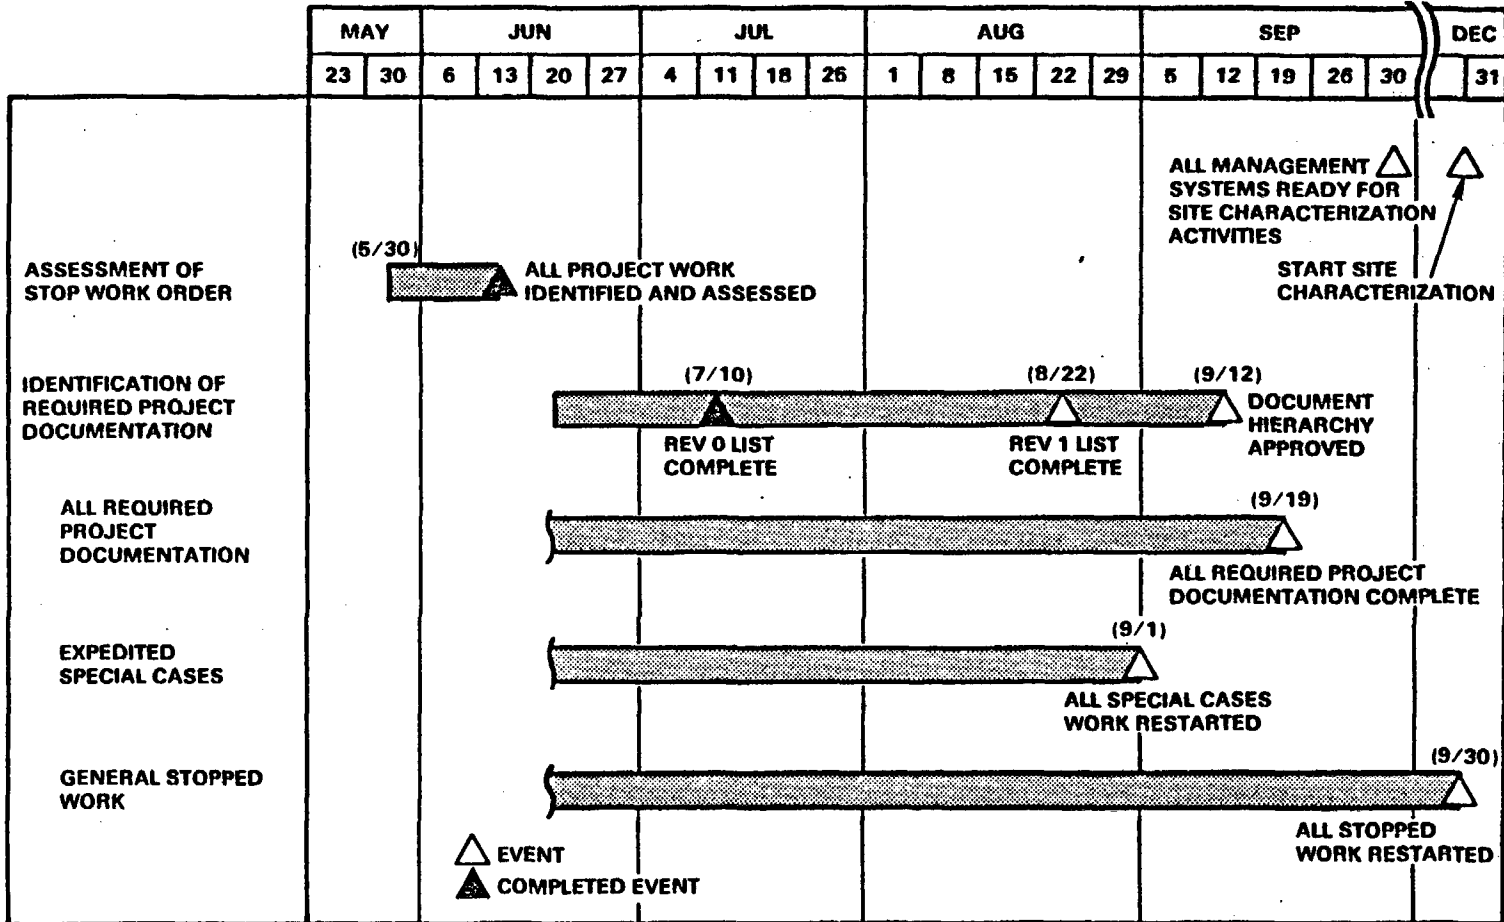 MAY JUN JUL AUG SEP DEC
23 30 6 13 20 27 4 11 18 26 1 8 15 22 29 5 12 19 26 30 31
ALL MANAGEMENT
SYSTEMS READY FOR
SITE CHARACTERIZATION
ACTIVITIES
START SITE
CHARACTERIZATION
ASSESSMENT OF
STOP WORK ORDER
(5/30)
ALL PROJECT WORK
IDENTIFIED AND ASSESSED
IDENTIFICATION OF
REQUIRED PROJECT
DOCUMENTATION
(7/10)
REV 0 LIST
COMPLETE
(8/22)
REV 1 LIST
COMPLETE
(9/12)
DOCUMENT
HIERARCHY
APPROVED
ALL REQUIRED
PROJECT
DOCUMENTATION
(9/19)
ALL REQUIRED PROJECT
DOCUMENTATION COMPLETE
EXPEDITED
SPECIAL CASES
(9/1)
ALL SPECIAL CASES
WORK RESTARTED
GENERAL STOPPED
WORK
(9/30)
ALL STOPPED
WORK RESTARTED
EVENT
COMPLETED EVENT